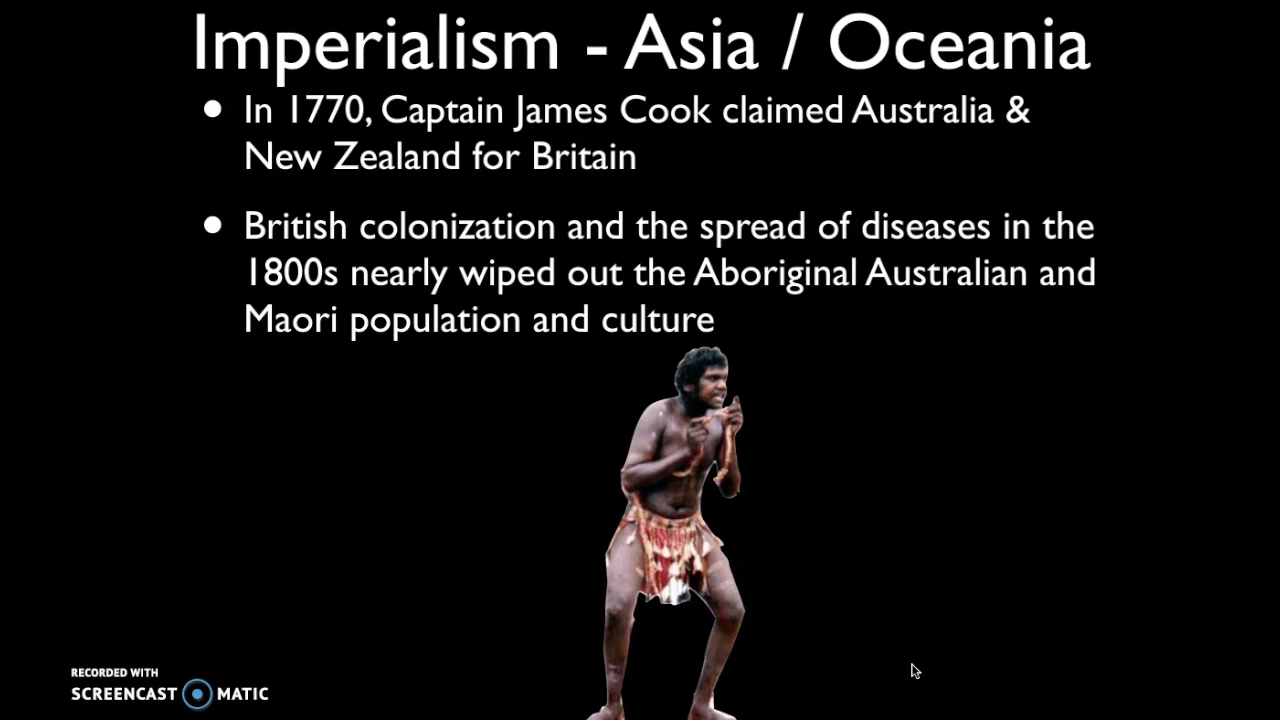 Imperialism - Asia / Oceania
• In 1770, Captain James Cook claimed Australia &
New Zealand for Britain
• British colonization and the spread of diseases in the
1800s nearly wiped out the Aboriginal Australian and
Maori population and culture
RECORDED WITH
SCREENCAST MATIC